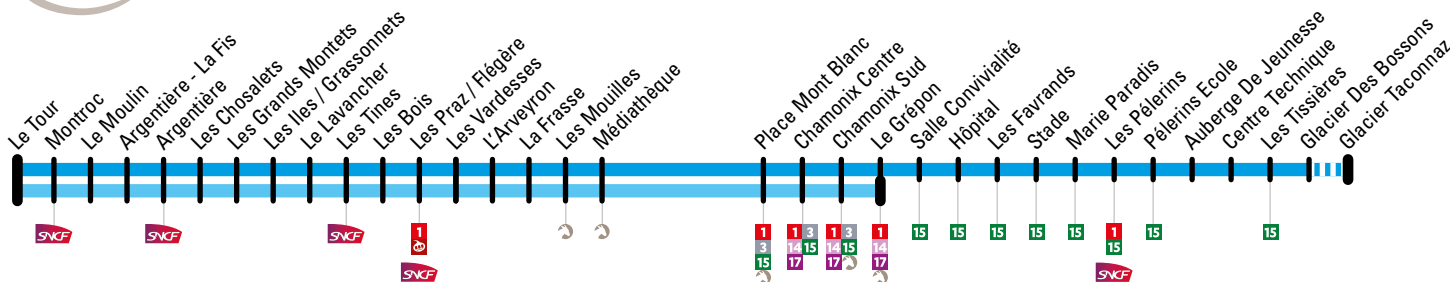 Le Tour
Montroc
Le Moulin
Argentière - La Fis
Argentière
Les Chosalets
Les Grands Montets
Les Iles / Grassonnets
Le Lavancher
Les Tines
Les Bois
Les Praz / Flégère
Les Vardesses
L'Arveyron
La Frasse
Les Mouilles
Médiathèque
Place Mont Blanc
Chamonix Centre
Chamonix Sud
Le Grépon
Salle Convivialité
Hôpital
Les Favrands
Stade
Marie Paradis
Les Pélerins
Pélerins Ecole
Auberge De Jeunesse
Centre Technique
Les Tissières
Glacier Des Bossons
Glacier Taconnaz
SNCF
SNCF
SNCF
1
SNCF
1
3
15
1 3
14 15
17
1 3
14 15
17
1
14
17
15
15
15
15
15
1
15
SNCF
15
15